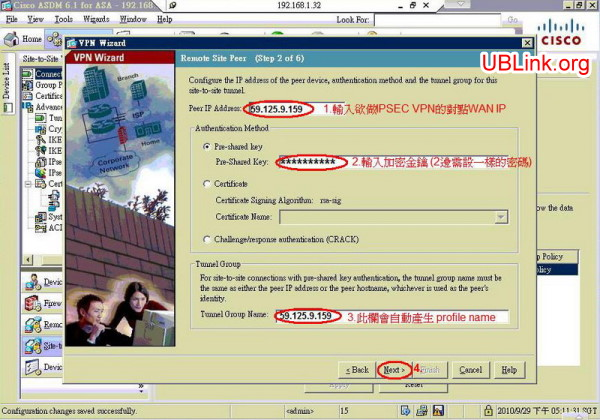 Cisco ASDM 6.1 for ASA - 192.168
192.168.1.32
File View Tools Wizards Window Help Look For: Go
CISCO
UBLink.org
Home
Device List
Site-to-Site
Connect
Group P
Certificat
Advance
Tun
Cry
IKE
IKE
IPse
IPse
Cert
Syst
ACI
Device
Firew
Remo
Site-to
Device
VPN Wizard
VPN Wizard
Branch
ISP
Home
Corporate Network
Remote Site Peer (Step 2 of 6)
Configure the IP address of the peer device, authentication method and the tunnel group for this
site-to-site tunnel.
Peer IP Address: 59.125.9.159 1.輸入欲做IPSEC VPN的對點WAN IP
Authentication Method
Pre-shared key
Pre-Shared Key: ********** 2.輸入加密金鑰 (2邊需設一樣的密碼)
Certificate
Certificate Signing Algorithm: rsa-sig
Certificate Name:
Challenge/response authentication (CRACK)
Tunnel Group
For site-to-site connections with pre-shared key authentication, the tunnel group name must be
the same as either the peer IP address or the peer hostname, whichever is used as the peer's
identity.
Tunnel Group Name: 59.125.9.159 3.此欄會自動產生 profile name
< Back Next > 4. Finish Cancel Help
ow the data
p Policy
olicy
Apply Reset
Configuration changes saved successfully. <admin> 15 2010/9/29 下午 05:11:31 SGT